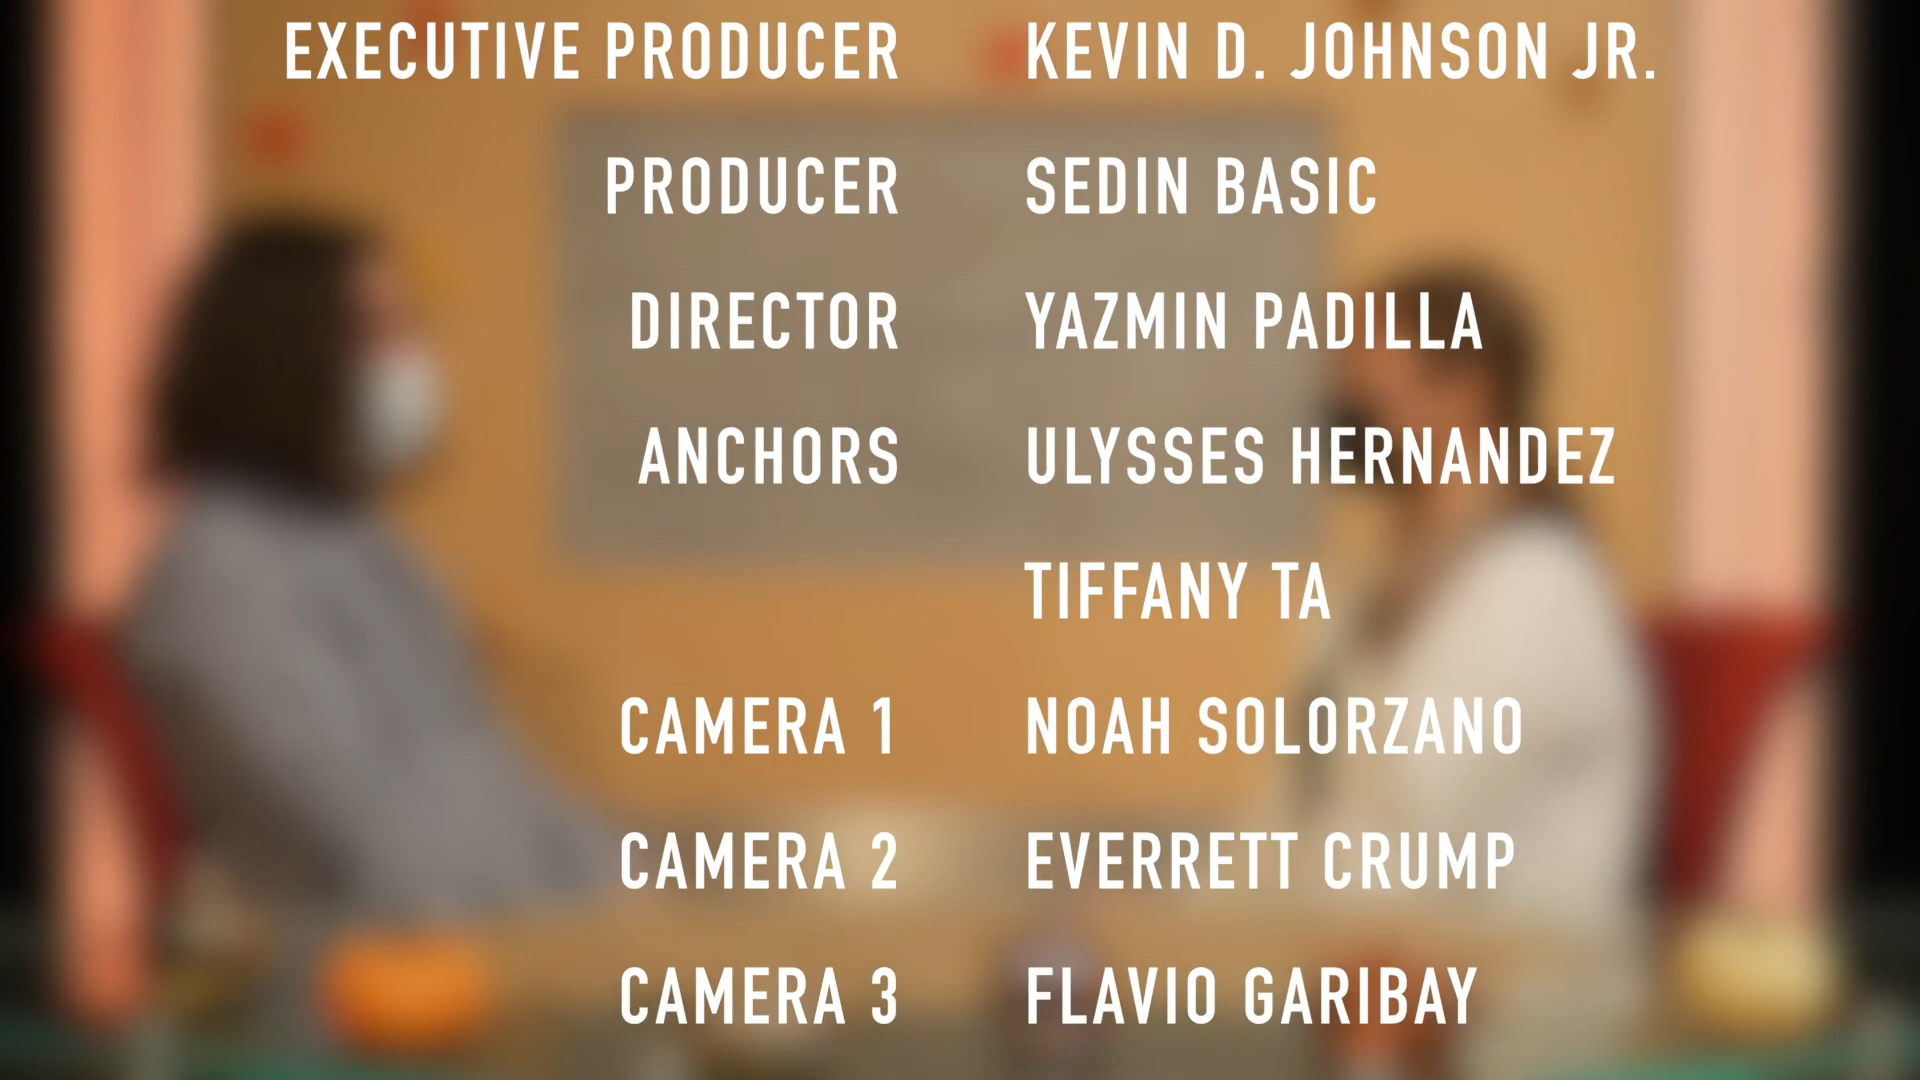 EXECUTIVE PRODUCER KEVIN D. JOHNSON JR.
PRODUCER SEDIN BASIC
DIRECTOR YAZMIN PADILLA
ANCHORS ULYSSES HERNANDEZ
TIFFANY TA
CAMERA 1 NOAH SOLORZANO
CAMERA 2 EVERRETT CRUMP
CAMERA 3 FLAVIO GARIBAY